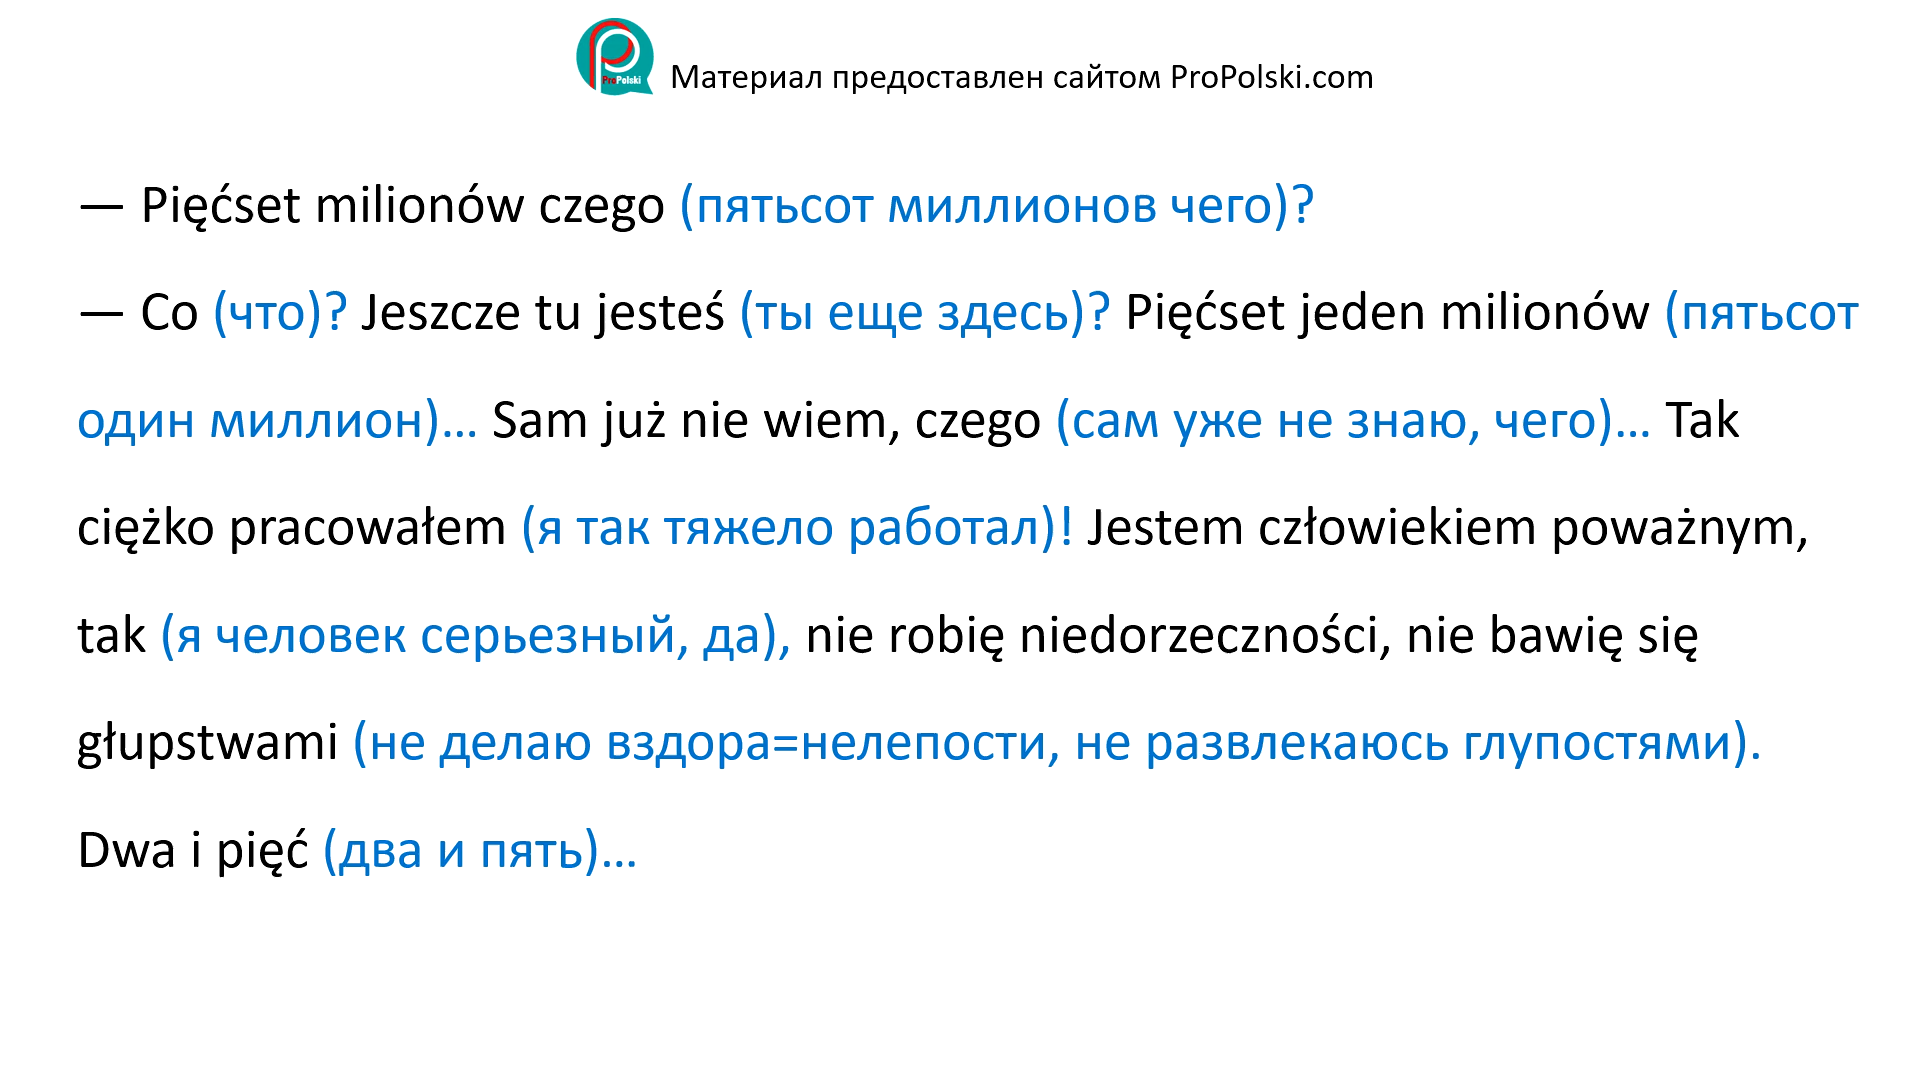 ProPolski
Материал предоставлен сайтом ProPolski.com
— Pięćset milionów czego (пятьсот миллионов чего)?
— Co (что)? Jeszcze tu jesteś (ты еще здесь)? Pięćset jeden milionów (пятьсот
один миллион)… Sam już nie wiem, czego (сам уже не знаю, чего)… Tak
ciężko pracowałem (я так тяжело работал)! Jestem człowiekiem poważnym,
tak (я человек серьезный, да), nie robię niedorzeczności, nie bawię się
głupstwami (не делаю вздора=нелепости, не развлекаюсь глупостями).
Dwa i pięć (два и пять)…